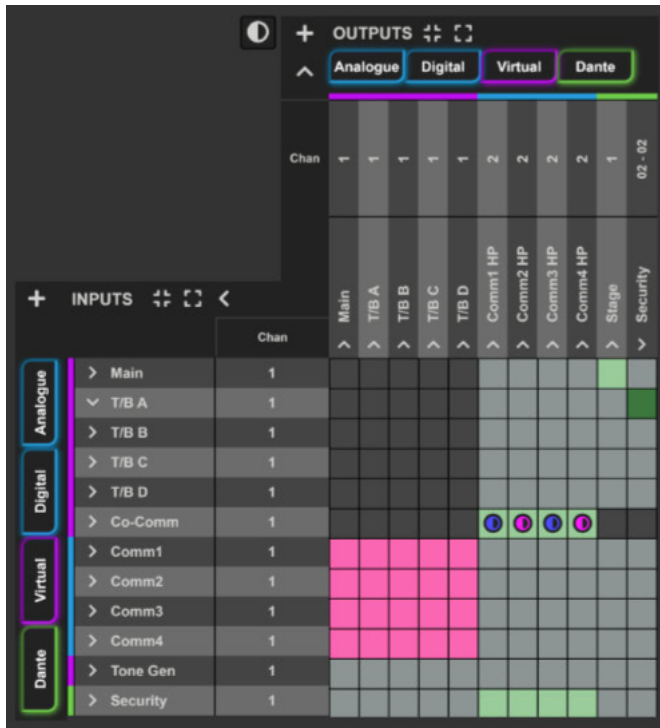 OUTPUTS
Analogue Digital Virtual Dante
Chan 1 1 1 1 1 2 2 2 2 1 02 - 02
Main T/B A T/B B T/B C T/B D Comm1 HP Comm2 HP Comm3 HP Comm4 HP Stage Security
INPUTS
Chan
Analogue
Digital
Virtual
Dante
Main 1
T/B A 1
T/B B 1
T/B C 1
T/B D 1
Co-Comm 1
Comm1 1
Comm2 1
Comm3 1
Comm4 1
Tone Gen 1
Security 1